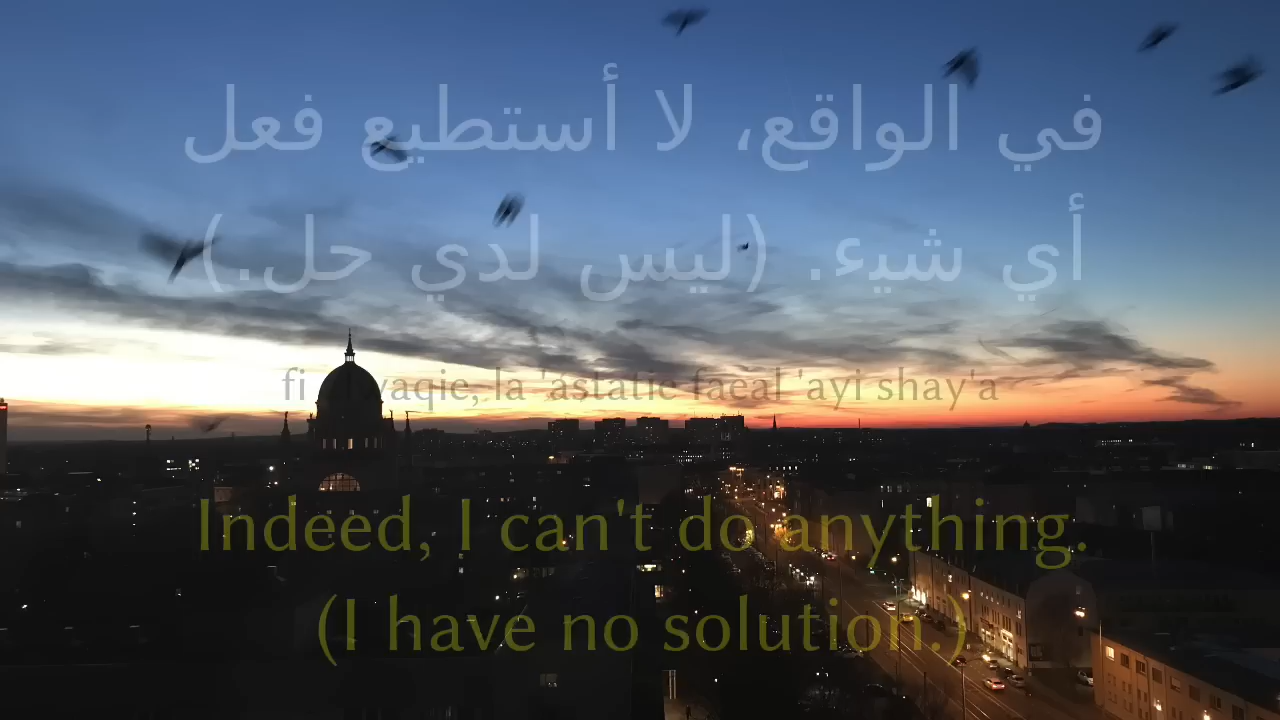 في الواقع، لا أستطيع فعل
أي شيء. (ليس لدي حل.)
fi waqie, la 'astatie faeal 'ayi shay'a
Indeed, I can't do anything.
(I have no solution.)